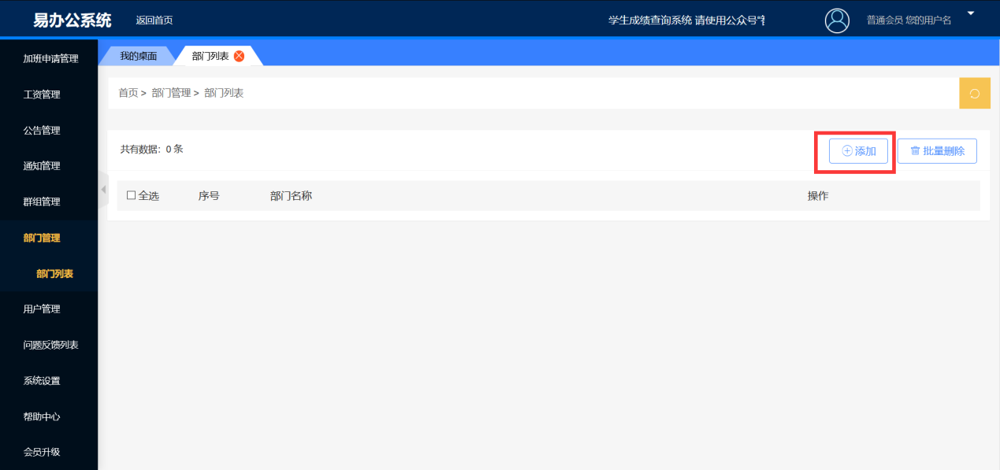 易办公系统 返回首页 学生成绩查询系统 请使用公众号“ 普通会员 您的用户名
我的桌面 部门列表
加班申请管理
工资管理
公告管理
通知管理
群组管理
部门管理
部门列表
用户管理
问题反馈列表
系统设置
帮助中心
会员升级
首页 > 部门管理 > 部门列表
共有数据：0 条 添加 批量删除
全选 序号 部门名称 操作